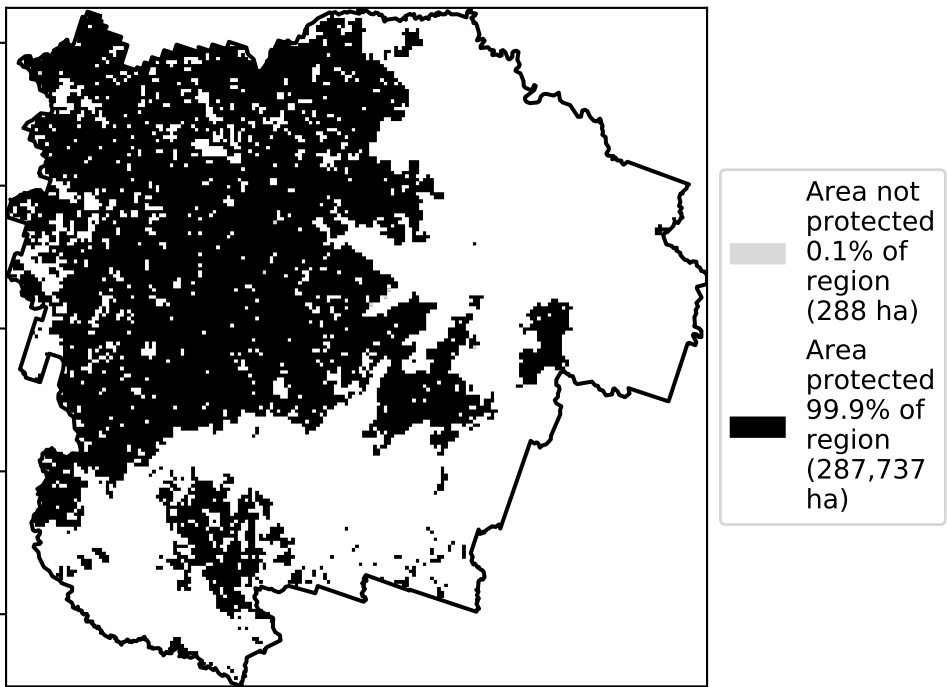 Area not
protected
0.1% of
region
(288 ha)
Area
protected
99.9% of
region
(287,737
ha)